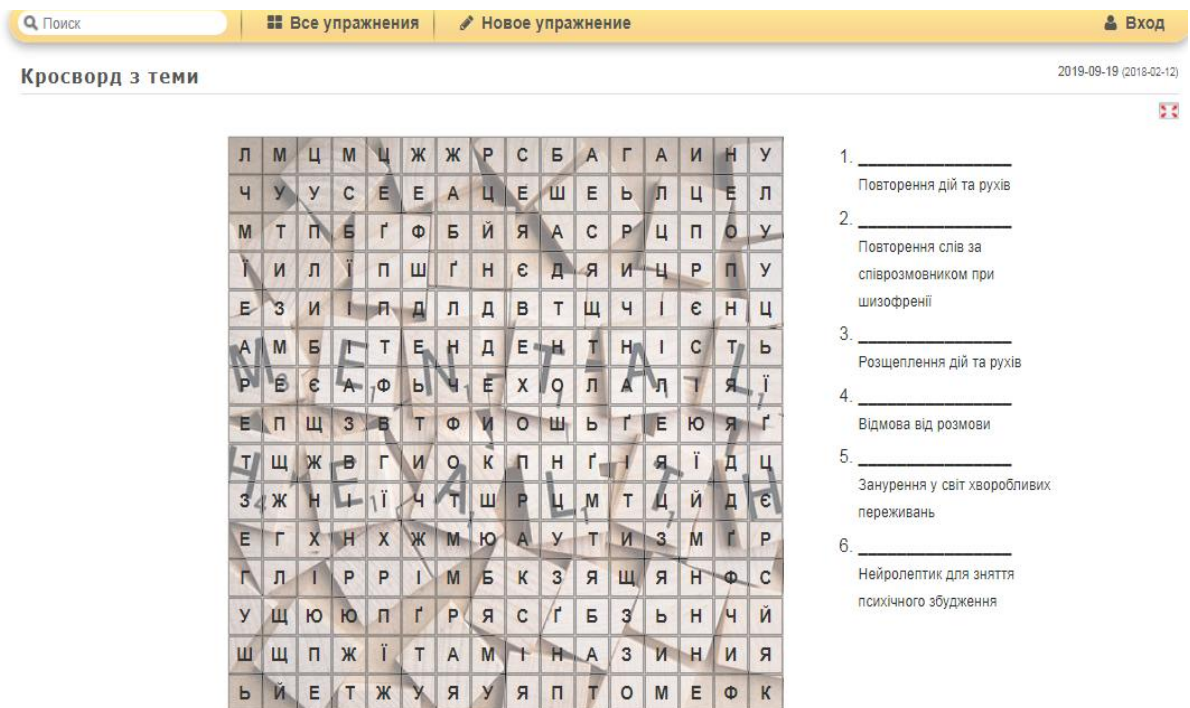 Поиск
Все упражнения
Новое упражнение
Вход
Кросворд з теми
2019-09-19 (2018-02-12)
Л М Ц М Ц Ж Ж Р С Б А Г А И Н У
Ч У У С Е Е А Ц Е Ш Е Ь Л Ц Е Л
М Т П Б Ґ Ф Б Й Я А С Р Ц П О У
Ї И Л Ї П Ш Ґ Н Є Д Я И Ц Р П У
Е З И І П Д Л Д В Т Щ Ч І Є Н Ц
А М Б І Т Е Н Д Е Н Т Н І С Т Ь
Р Е Є А Ф Ь Ч Е Х О Л А Л І Я Ї
Е П Щ З В Т Ф И О Ш Ь Г Е Ю Я Ґ
Т Щ Ж В Г И О К П Н Ґ І Я Ї Д Ц
З Ж Н І Ї Ч Т Ш Р Ц М Т Ц Й Д Є
Е Г Х Н Х Ж М Ю А У Т И З М Ґ Р
Г Л І Р Р І М Б К З Я Щ Я Н Ф С
У Щ Ю Ю П Ґ Р Я С Ґ Б З Ь Н Ч Й
Ш Щ П Ж Ї Т А М І Н А З И Н И Я
Ь Й Е Т Ж У Я У Я П Т О М Е Ф К
1.
Повторення дій та рухів
2.
Повторення слів за
співрозмовником при
шизофренії
3.
Розщеплення дій та рухів
4.
Відмова від розмови
5.
Занурення у світ хворобливих
переживань
6.
Нейролептик для зняття
психічного збудження